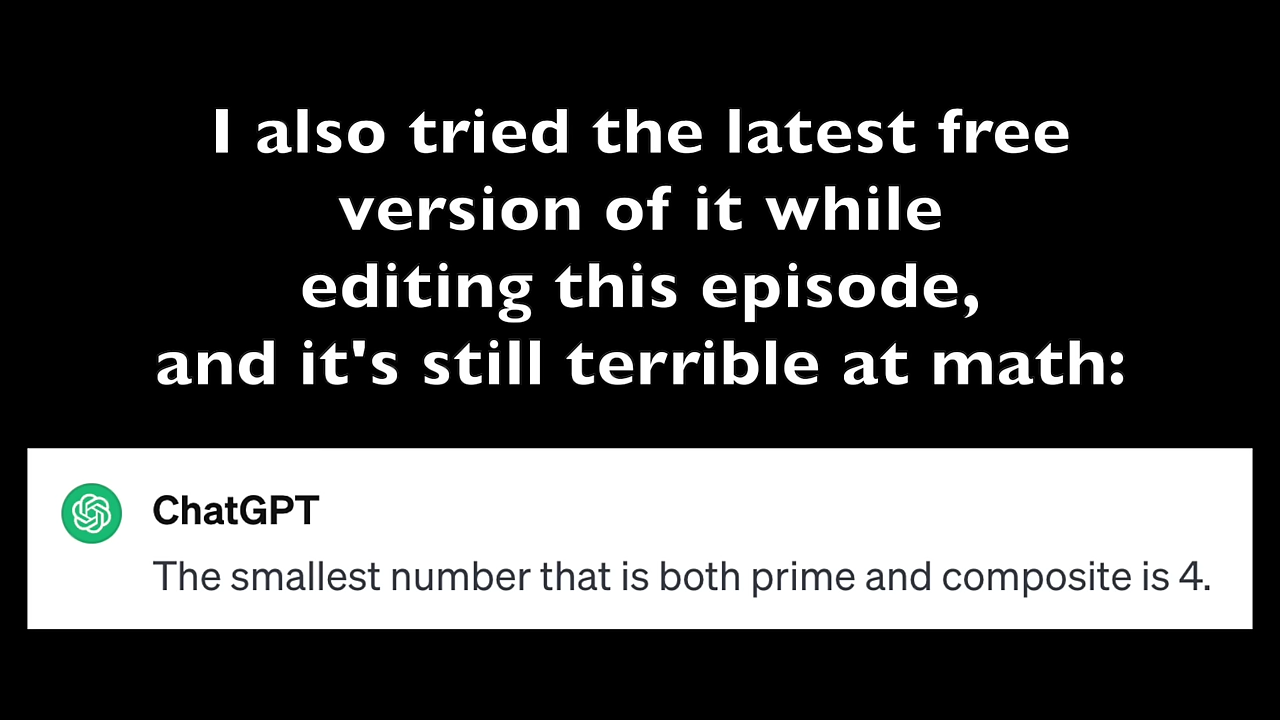 I also tried the latest free
version of it while
editing this episode,
and it's still terrible at math:
ChatGPT
The smallest number that is both prime and composite is 4.